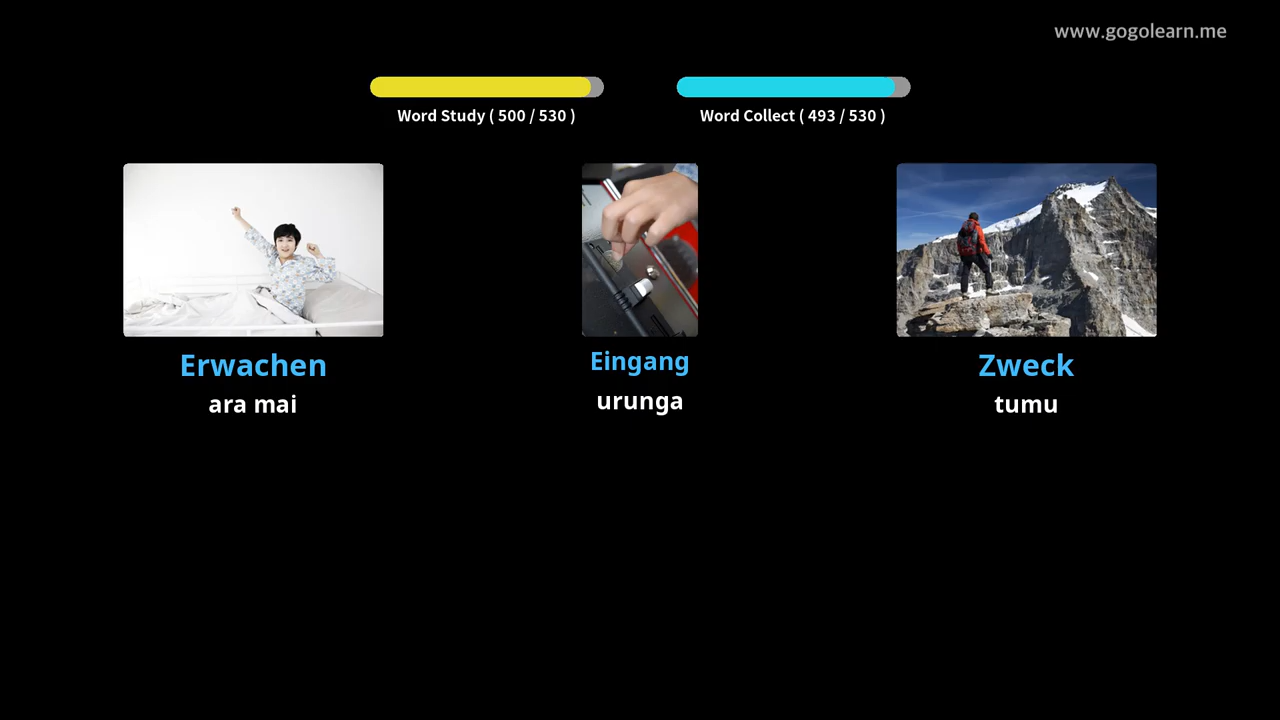 www.gogolearn.me
Word Study ( 500 / 530 )
Word Collect ( 493 / 530 )
Erwachen
ara mai
Eingang
urunga
Zweck
tumu